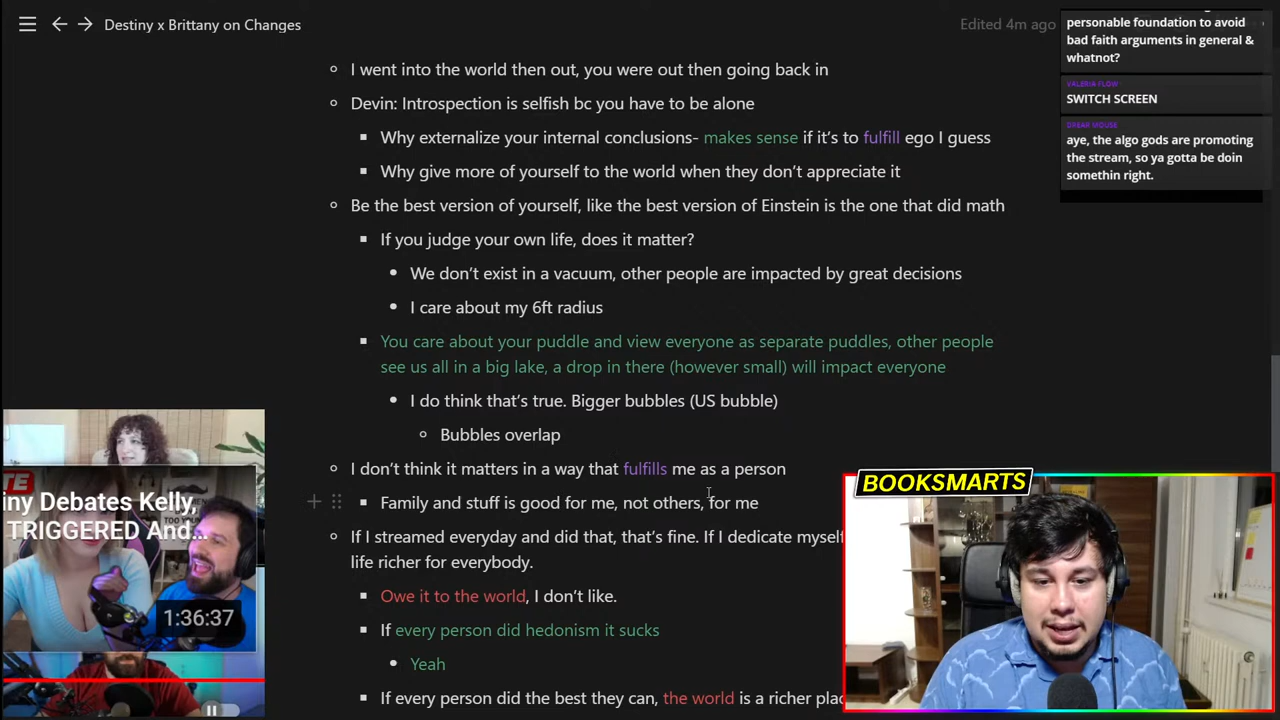 Destiny x Brittany on Changes
Edited 4m ago
I went into the world then out, you were out then going back in
Devin: Introspection is selfish bc you have to be alone
Why externalize your internal conclusions- makes sense if it's to fulfill ego I guess
Why give more of yourself to the world when they don't appreciate it
Be the best version of yourself, like the best version of Einstein is the one that did math
If you judge your own life, does it matter?
We don't exist in a vacuum, other people are impacted by great decisions
I care about my 6ft radius
You care about your puddle and view everyone as separate puddles, other people
see us all in a big lake, a drop in there (however small) will impact everyone
I do think that's true. Bigger bubbles (US bubble)
Bubbles overlap
I don't think it matters in a way that fulfills me as a person
Family and stuff is good for me, not others, for me
If I streamed everyday and did that, that's fine. If I dedicate myself
life richer for everybody.
Owe it to the world, I don't like.
If every person did hedonism it sucks
Yeah
If every person did the best they can, the world is a richer
personable foundation to avoid
bad faith arguments in general &
whatnot?
VALERIA FLOW
SWITCH SCREEN
DREAR MOUSE
aye, the algo gods are promoting
the stream, so ya gotta be doin
somethin right.
iny Debates Kelly,
TRIGGERED And...
1:36:37
BOOKSMARTS